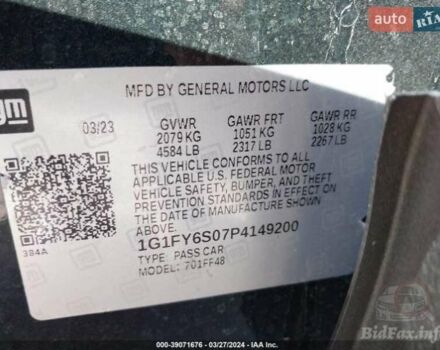 auto RIA
gm
MFD BY GENERAL MOTORS LLC
03/23 GVWR GAWR FRT GAWR RR
2079 KG 1051 KG 1028 KG
4584 LB 2317 LB 2267 LB
THIS VEHICLE CONFORMS TO ALL
APPLICABLE U.S. FEDERAL MOTOR
VEHICLE SAFETY, BUMPER, AND THEFT
PREVENTION STANDARDS IN EFFECT ON
THE DATE OF MANUFACTURE SHOWN
ABOVE.
384A
1G1FY6S07P4149200
TYPE: PASS CAR
MODEL: 701FF48
BidFax.info
OOO-39071676 | 03/27/2024 - IAA Inc.